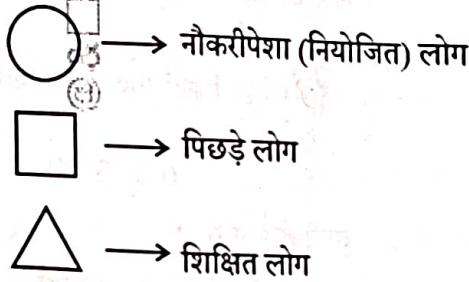 → नौकरीपेशा (नियोजित) लोग
→ पिछड़े लोग
→ शिक्षित लोग